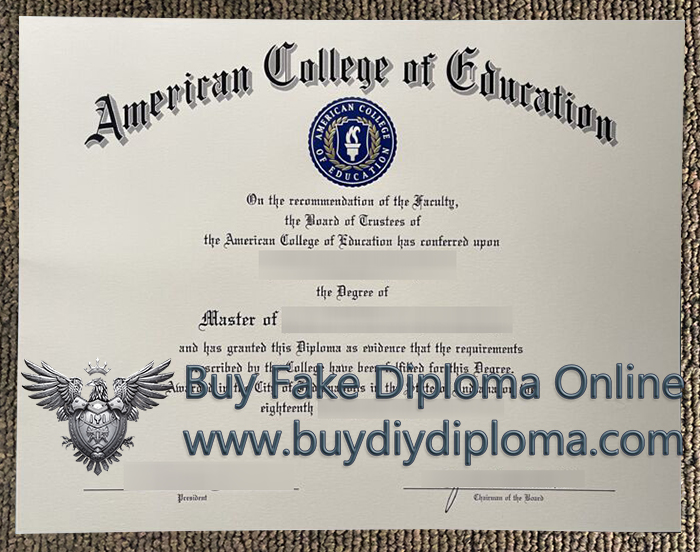 American College of Education
AMERICAN COLLEGE
OF EDUCATION
On the recommendation of the Faculty,
the Board of Trustees of
the American College of Education has conferred upon
the Degree of
Master of
and has granted this Diploma as evidence that the requirements
prescribed by the College have been fulfilled for this Degree.
Buy Fake Diploma Online
eighteenth
www.buydiydiploma.com
President
Chairman of the Board